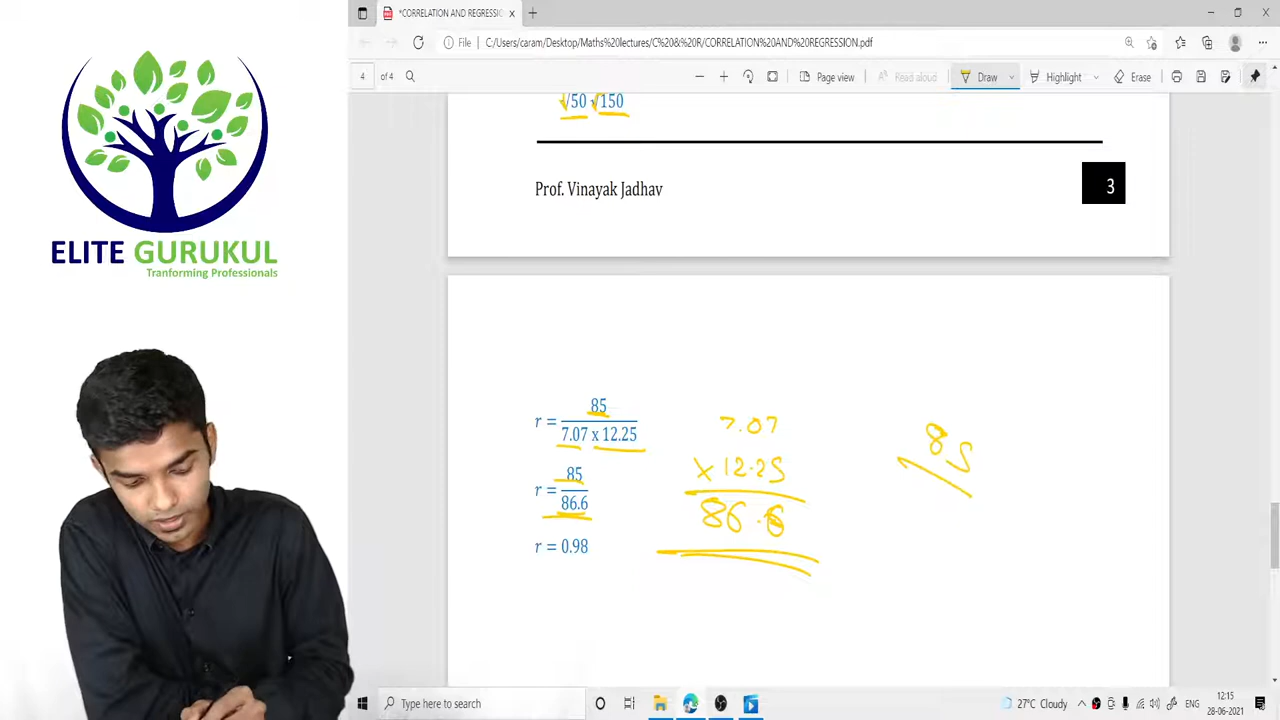 *CORRELATION AND REGRESSIO
File
C:/Users/caram/Desktop/Maths%20lectures/C%20&%20R/CORRELATION%20AND%20REGRESSION.pdf
4 of 4
Page view
Read aloud
Draw
Highlight
Erase
√50 √150
Prof. Vinayak Jadhav
3
ELITE GURUKUL
Tranforming Professionals
r = 85
7.07 x 12.25
r = 85
86.6
r = 0.98
7.07
x 12.25
86.6
85
Type here to search
27°C Cloudy
ENG
12:15
28-06-2021